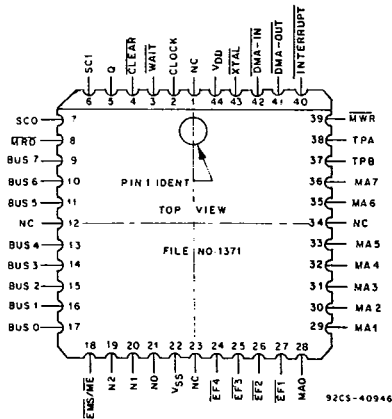 SC1 Q CLEAR WAIT CLOCK NC VDD XTAL DMA-IN DMA-OUT INTERRUPT
6 5 4 3 2 1 44 43 42 41 40
SC0 7
MRD 8
BUS 7 9
BUS 6 10
BUS 5 11
NC 12
BUS 4 13
BUS 3 14
BUS 2 15
BUS 1 16
BUS 0 17
PIN 1 IDENT
TOP VIEW
FILE NO-1371
39 MWR
38 TPA
37 TPB
36 MA7
35 MA6
34 NC
33 MA5
32 MA4
31 MA3
30 MA2
29 MA1
18 19 20 21 22 23 24 25 26 27 28
EMS/ME N2 N1 N0 VSS NC EF4 EF3 EF2 EF1 MA0
92CS-40946